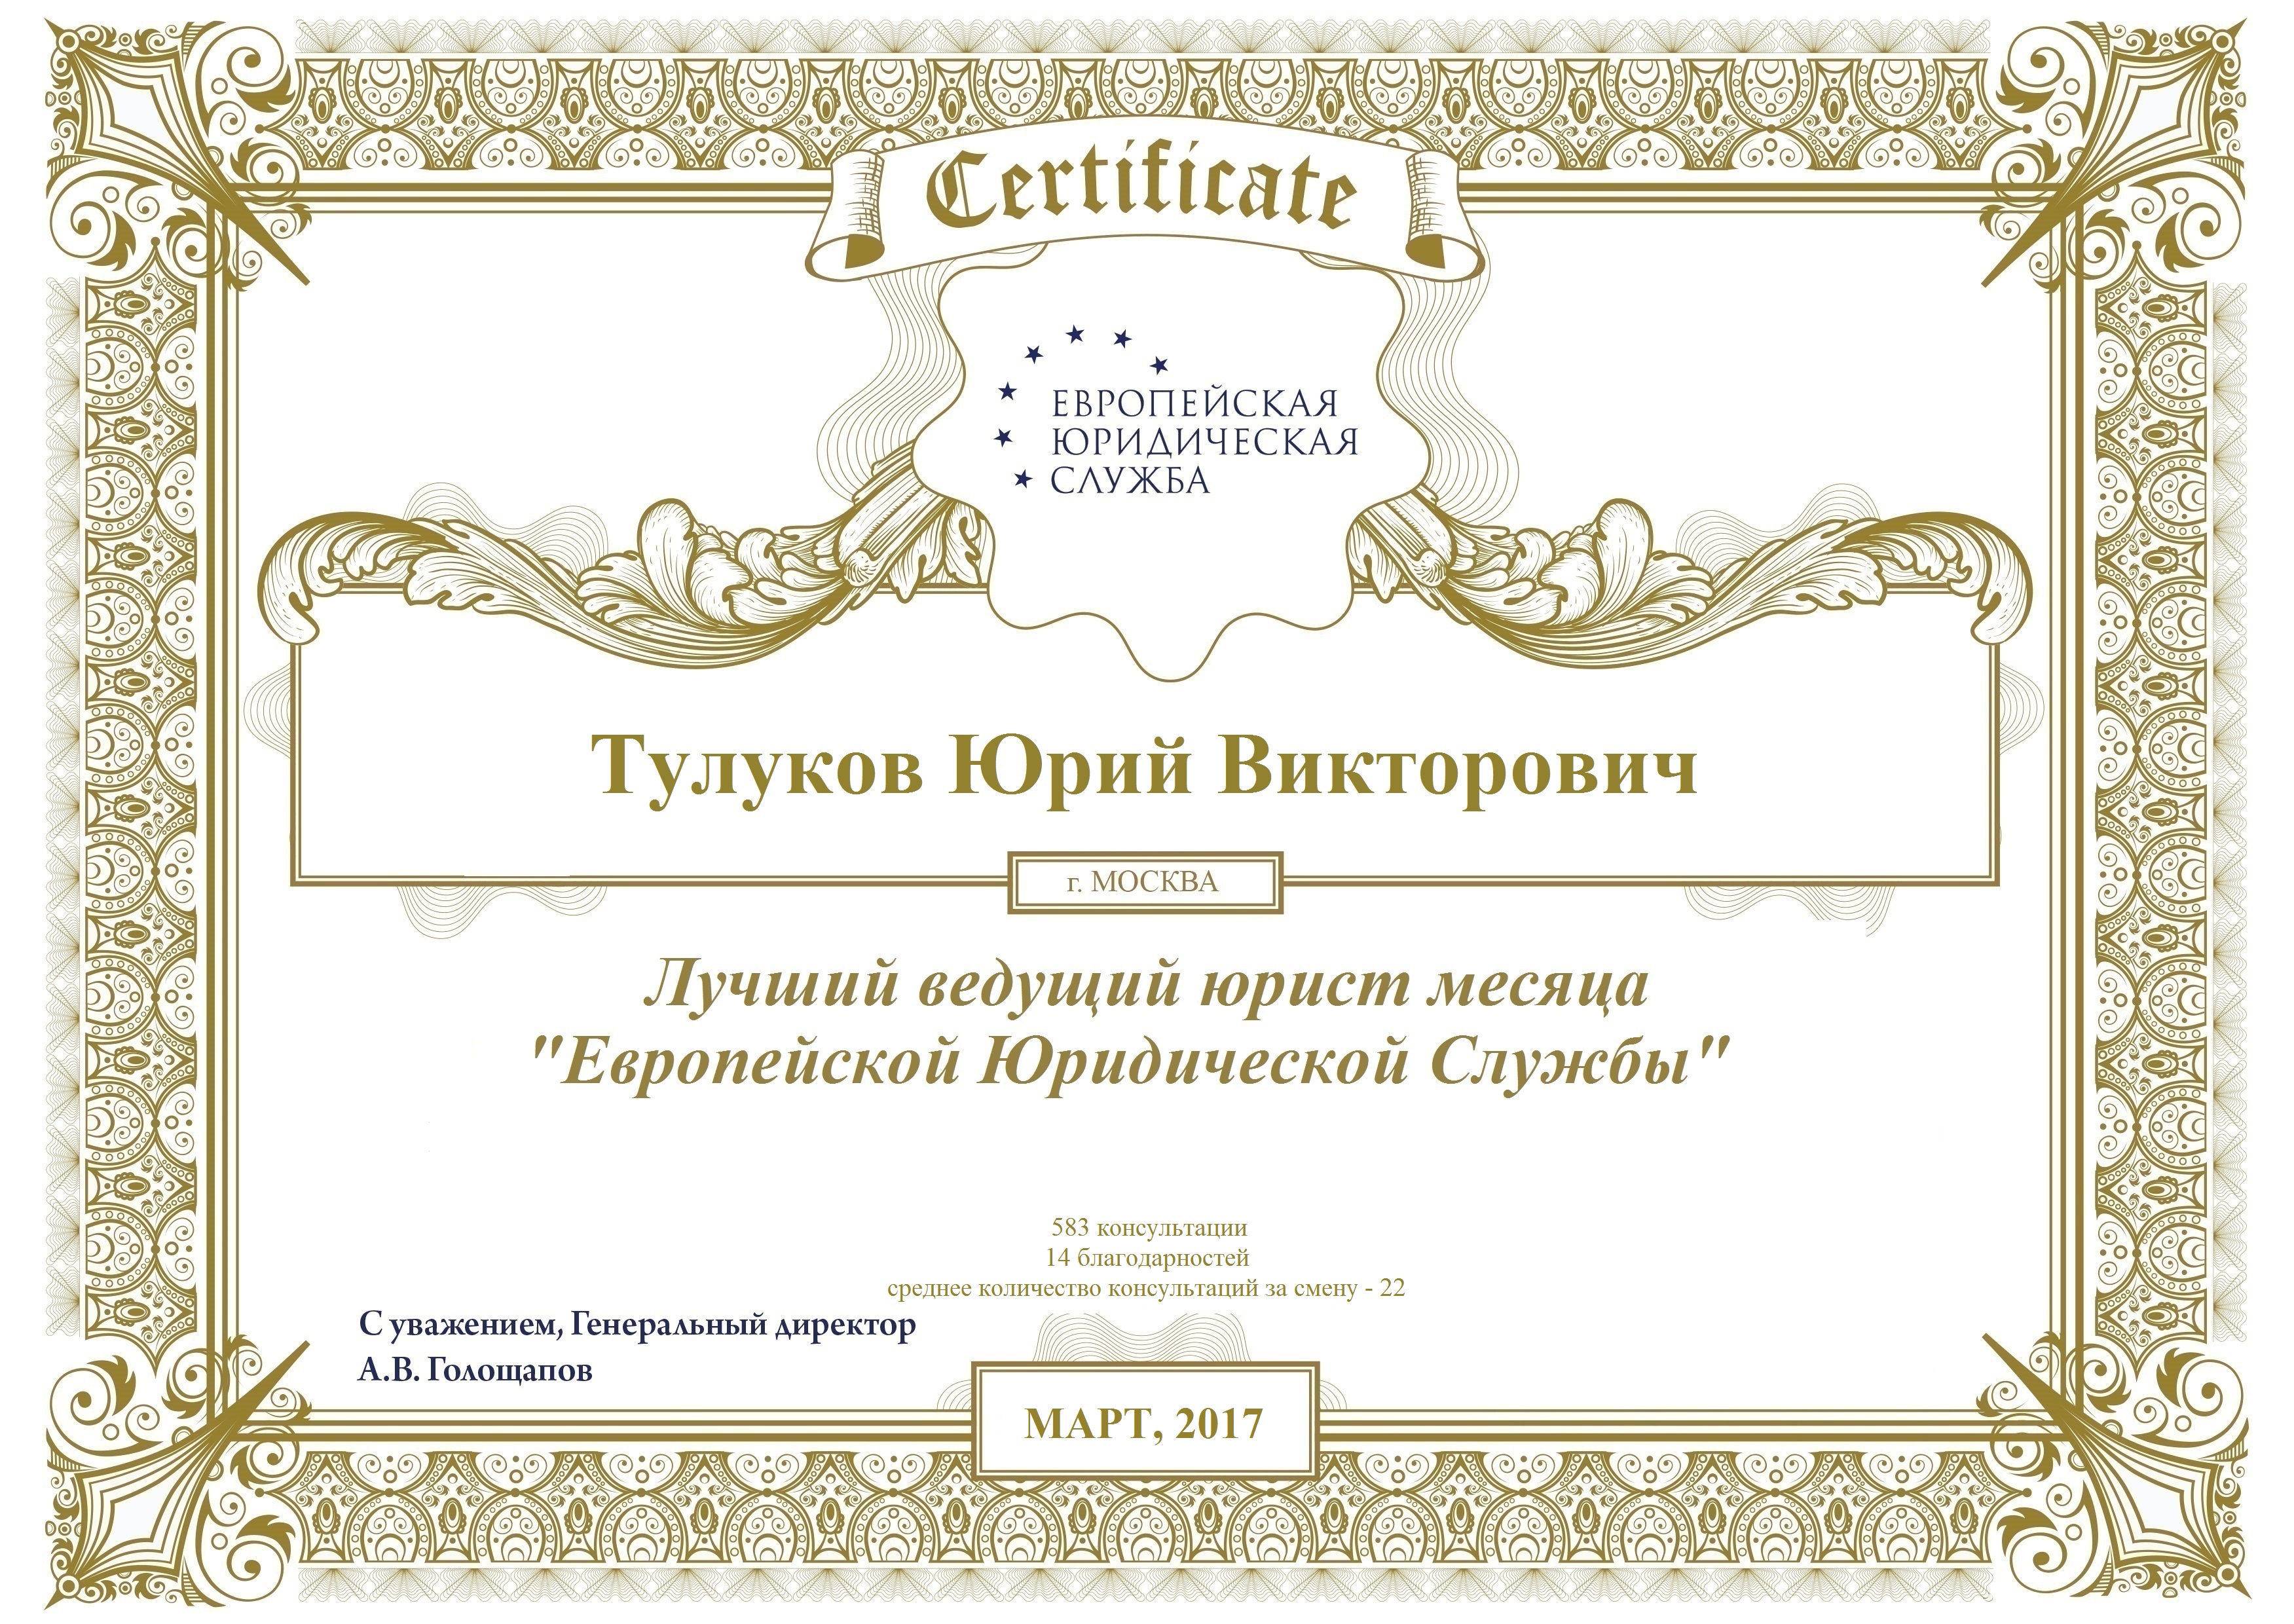 Certificate
ЕВРОПЕЙСКАЯ
ЮРИДИЧЕСКАЯ
СЛУЖБА
Тулуков Юрий Викторович
г. МОСКВА
Лучший ведущий юрист месяца
"Европейской Юридической Службы"
583 консультации
14 благодарностей
среднее количество консультаций за смену - 22
С уважением, Генеральный директор
А.В. Голощапов
МАРТ, 2017